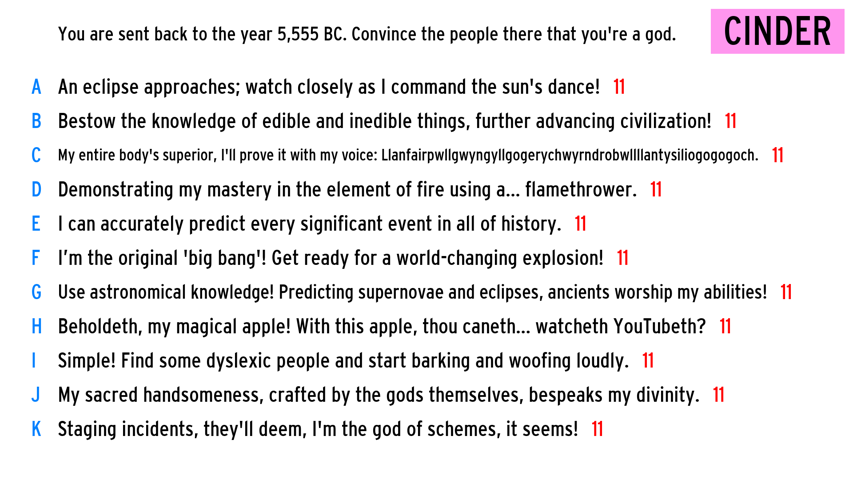 You are sent back to the year 5,555 BC. Convince the people there that you're a god. CINDER
A An eclipse approaches; watch closely as I command the sun's dance! 11
B Bestow the knowledge of edible and inedible things, further advancing civilization! 11
C My entire body's superior, I'll prove it with my voice: Llanfairpwllgwyngyllgogerychwyrndrobwllllantysiliogogogoch. 11
D Demonstrating my mastery in the element of fire using a... flamethrower. 11
E I can accurately predict every significant event in all of history. 11
F I’m the original 'big bang'! Get ready for a world-changing explosion! 11
G Use astronomical knowledge! Predicting supernovae and eclipses, ancients worship my abilities! 11
H Beholdeth, my magical apple! With this apple, thou caneth... watcheth YouTubeth? 11
I Simple! Find some dyslexic people and start barking and woofing loudly. 11
J My sacred handsomeness, crafted by the gods themselves, bespeaks my divinity. 11
K Staging incidents, they'll deem, I'm the god of schemes, it seems! 11